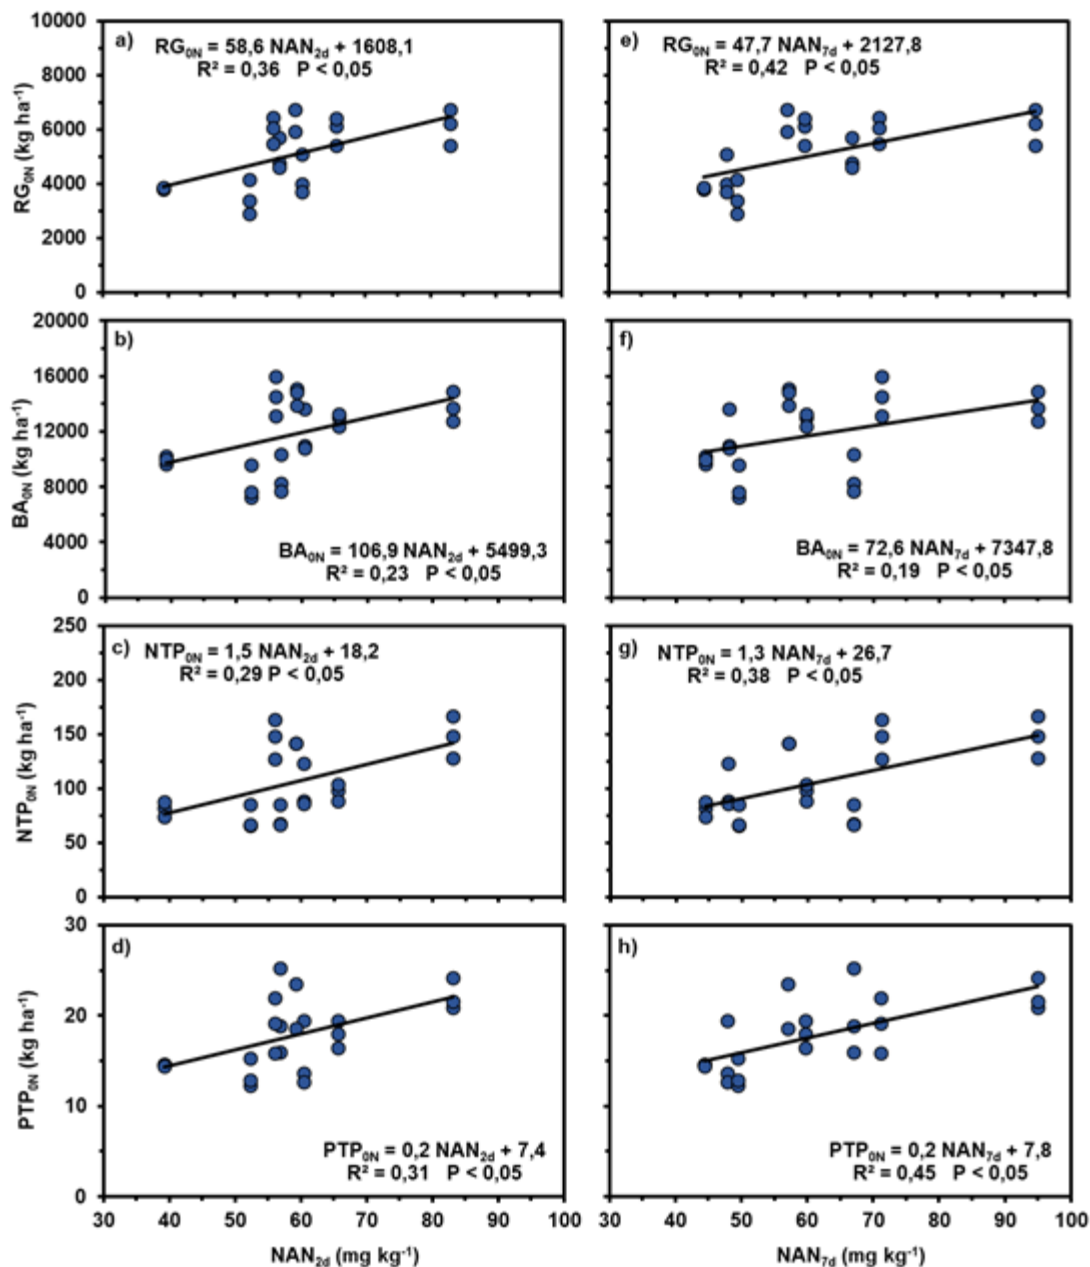 a)
RG₀N = 58,6 NAN₂d + 1608,1
R² = 0,36 P < 0,05
10000
8000
6000
4000
2000
0
RG₀N (kg ha⁻¹)
e)
RG₀N = 47,7 NAN₇d + 2127,8
R² = 0,42 P < 0,05
b)
BA₀N = 106,9 NAN₂d + 5499,3
R² = 0,23 P < 0,05
20000
16000
12000
8000
4000
0
BA₀N (kg ha⁻¹)
f)
BA₀N = 72,6 NAN₇d + 7347,8
R² = 0,19 P < 0,05
c)
NTP₀N = 1,5 NAN₂d + 18,2
R² = 0,29 P < 0,05
250
200
150
100
50
0
NTP₀N (kg ha⁻¹)
g)
NTP₀N = 1,3 NAN₇d + 26,7
R² = 0,38 P < 0,05
d)
PTP₀N = 0,2 NAN₂d + 7,4
R² = 0,31 P < 0,05
30
20
10
0
PTP₀N (kg ha⁻¹)
30 40 50 60 70 80 90 100
NAN₂d (mg kg⁻¹)
h)
PTP₀N = 0,2 NAN₇d + 7,8
R² = 0,45 P < 0,05
30 40 50 60 70 80 90 100
NAN₇d (mg kg⁻¹)